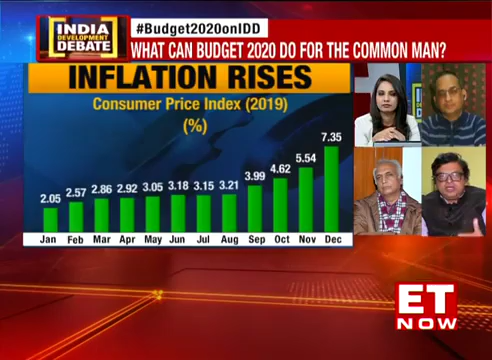 INDIA
DEVELOPMENT
DEBATE
#Budget2020onIDD
WHAT CAN BUDGET 2020 DO FOR THE COMMON MAN?
INFLATION RISES
Consumer Price Index (2019)
(%)
2.05 2.57 2.86 2.92 3.05 3.18 3.15 3.21 3.99 4.62 5.54 7.35
Jan Feb Mar Apr May Jun Jul Aug Sep Oct Nov Dec
ET
NOW